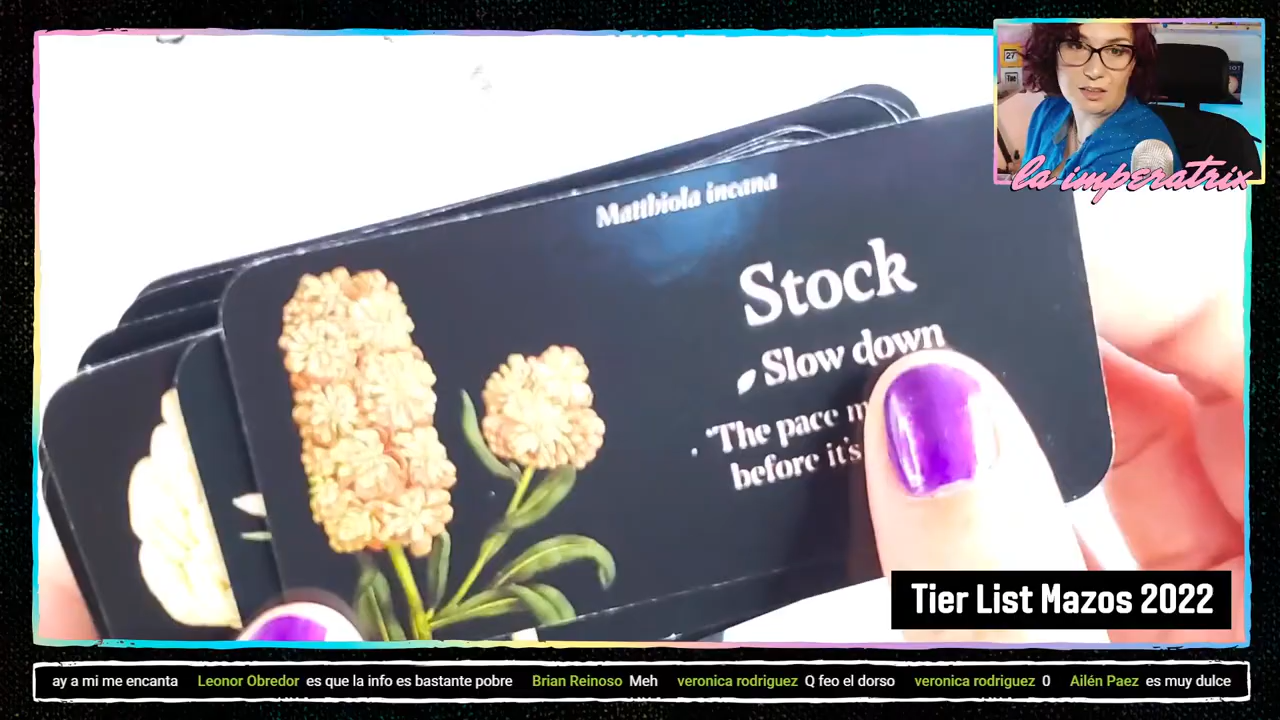 27
Tue
la imperatrix
Matthiola incana
Stock
Slow down
"The pace
before it's
Tier List Mazos 2022
ay a mi me encanta Leonor Obredor es que la info es bastante pobre Brian Reinoso Meh veronica rodriguez Q feo el dorso veronica rodriguez 0 Ailén Paez es muy dulce